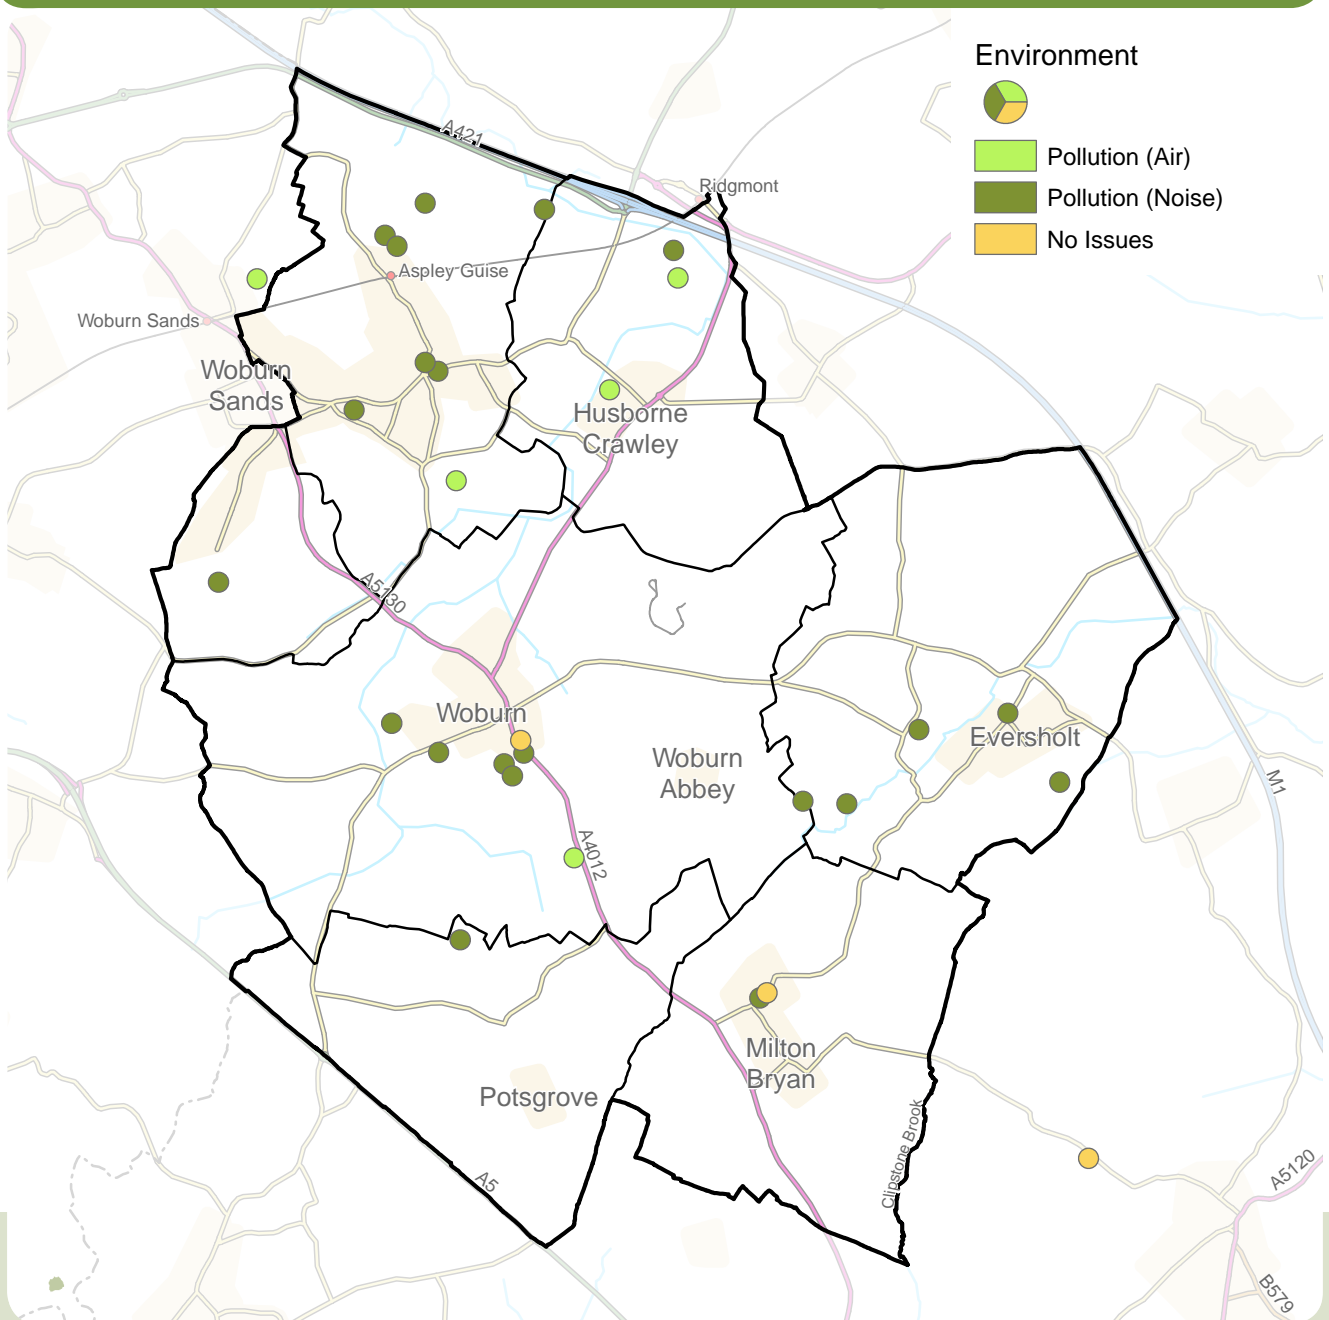 Environment
Pollution (Air)
Pollution (Noise)
No Issues
A421
Ridgmont
Aspley Guise
Woburn Sands
Woburn
Sands
Husborne
Crawley
A5130
Woburn
Woburn
Abbey
Eversholt
M1
A4012
Milton
Bryan
Potsgrove
Clipstone Brook
A5
A5120
B579